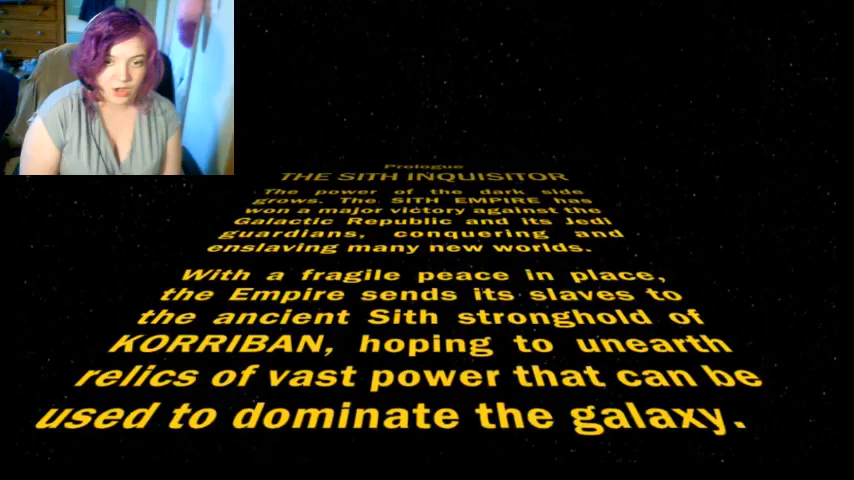 Prologue
THE SITH INQUISITOR
The power of the dark side
grows. The SITH EMPIRE has
won a major victory against the
Galactic Republic and its Jedi
guardians, conquering and
enslaving many new worlds.
With a fragile peace in place,
the Empire sends its slaves to
the ancient Sith stronghold of
KORRIBAN, hoping to unearth
relics of vast power that can be
used to dominate the galaxy.